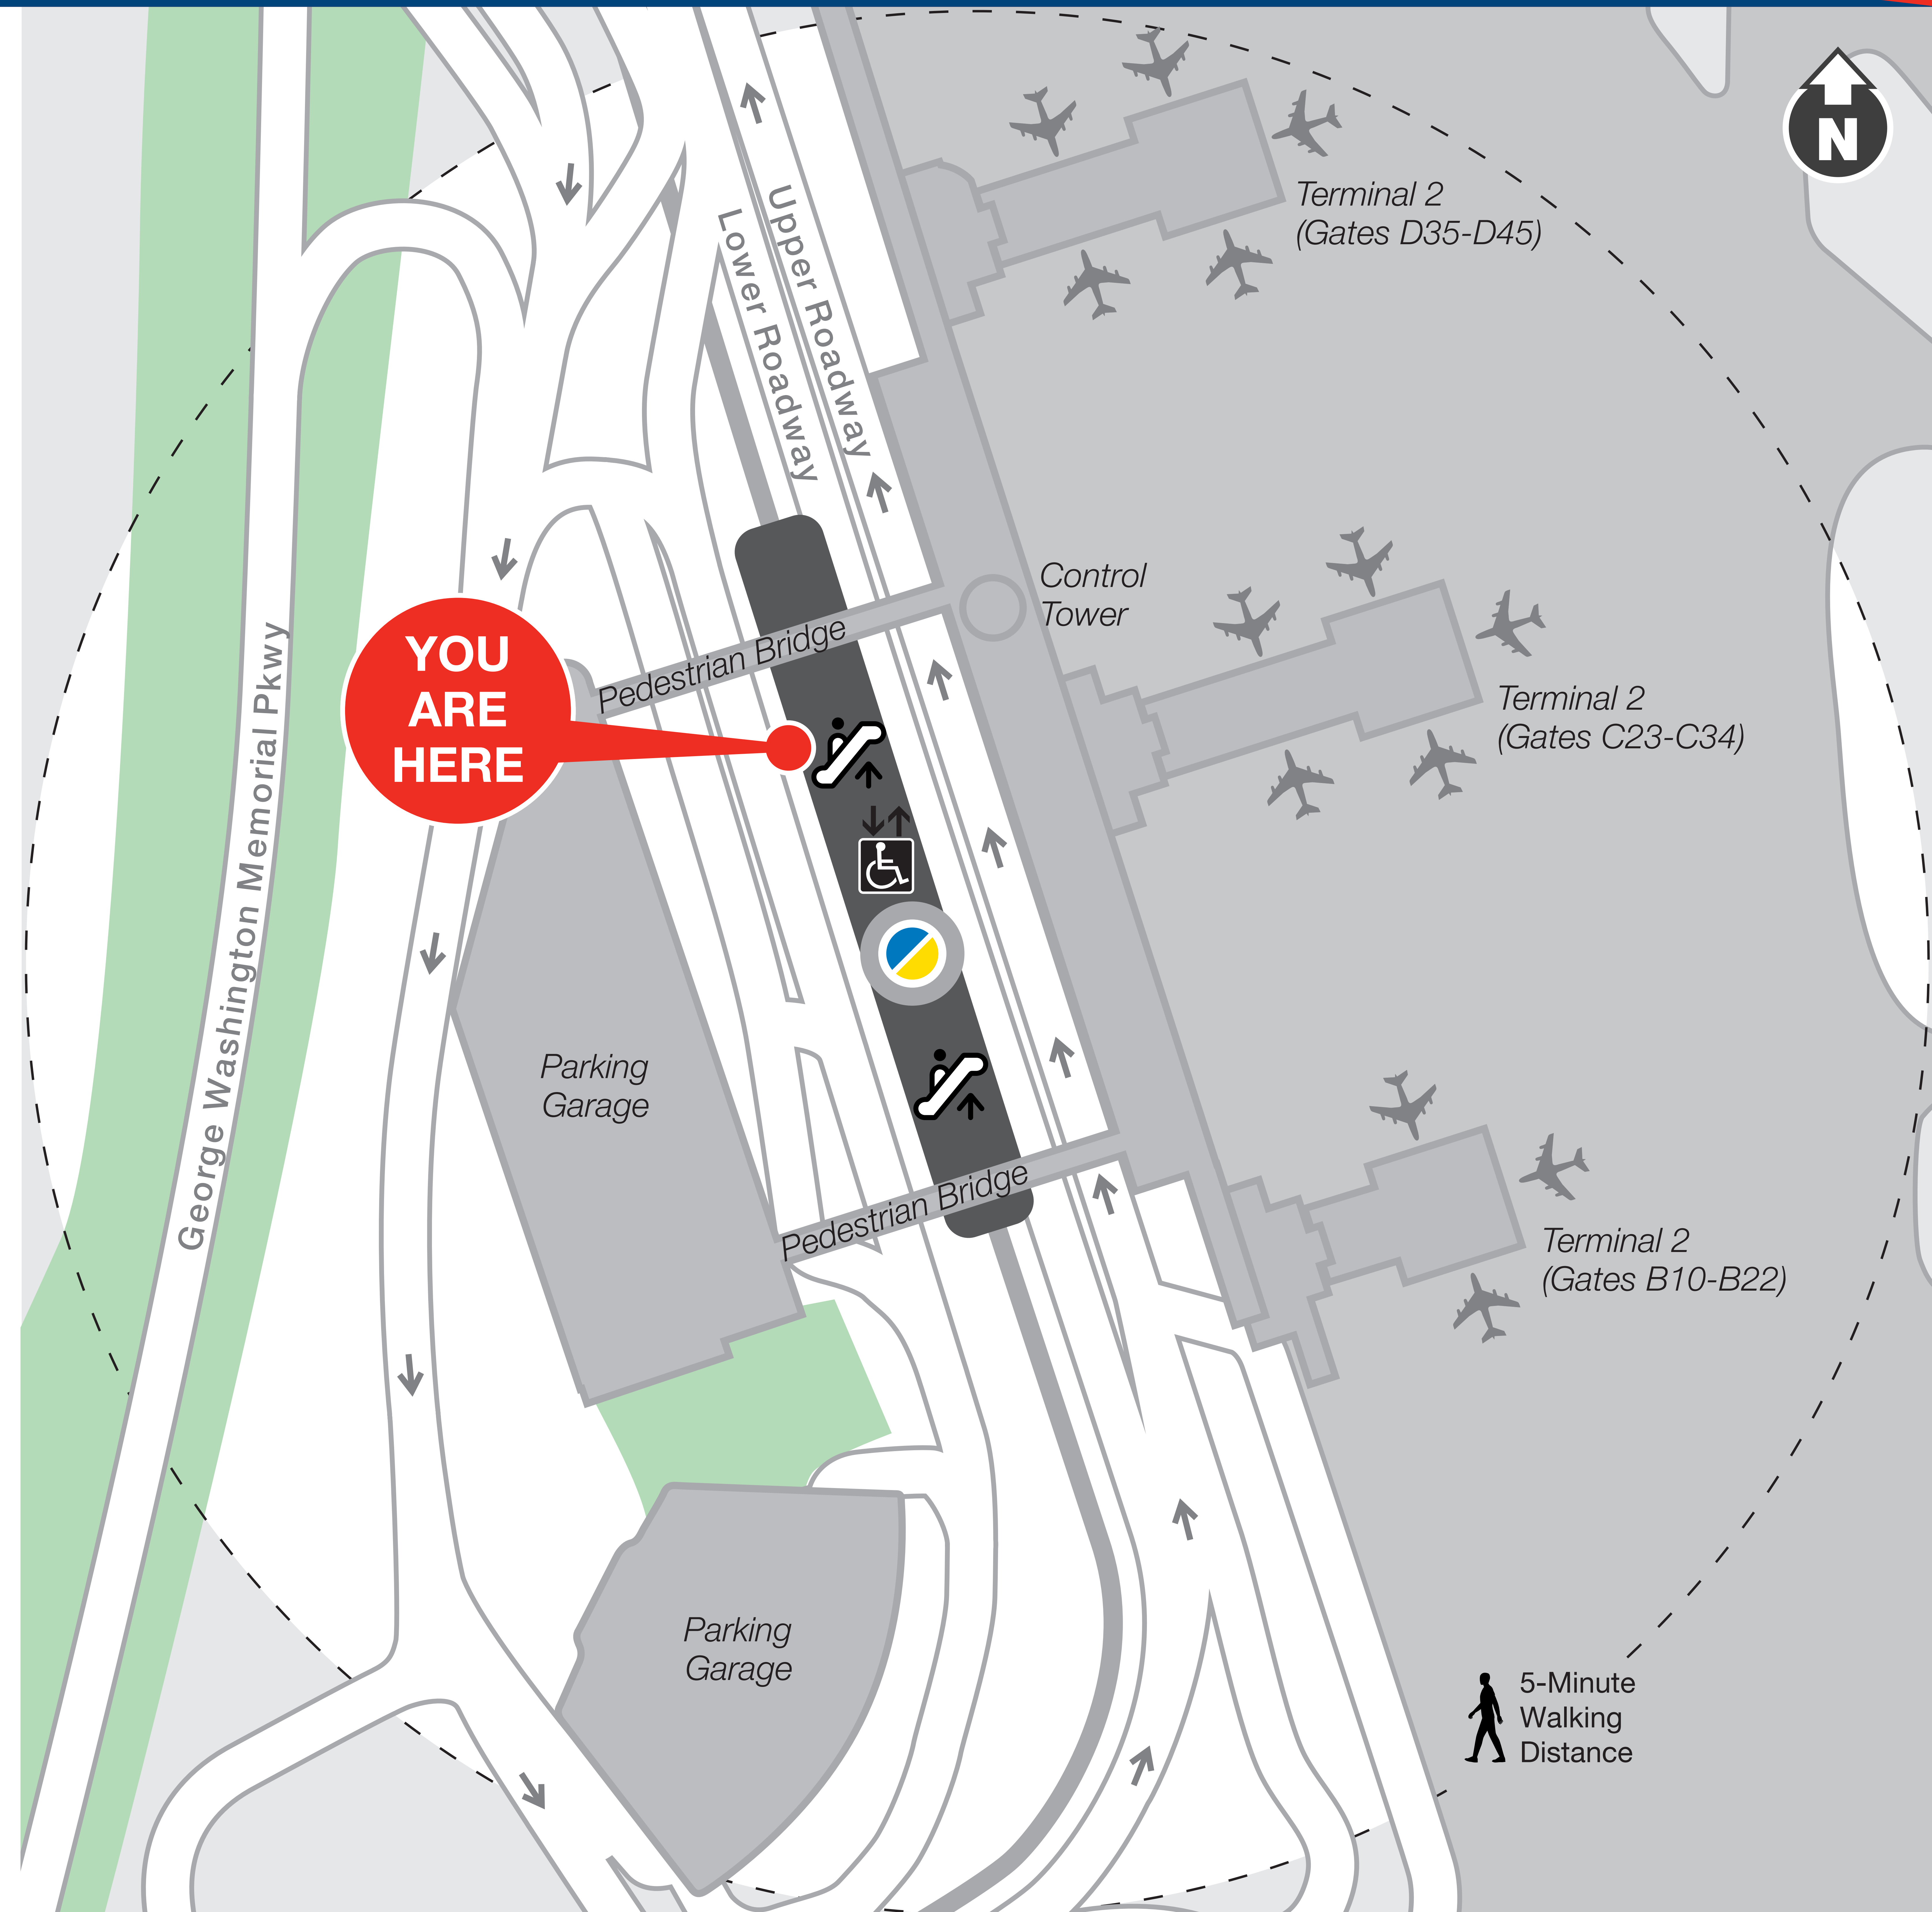 N
Terminal 2
(Gates D35-D45)
Upper Roadway
Lower Roadway
Control
Tower
Pedestrian Bridge
YOU
ARE
HERE
Terminal 2
(Gates C23-C34)
George Washington Memorial Pkwy
Parking
Garage
Pedestrian Bridge
Terminal 2
(Gates B10-B22)
Parking
Garage
5-Minute
Walking
Distance